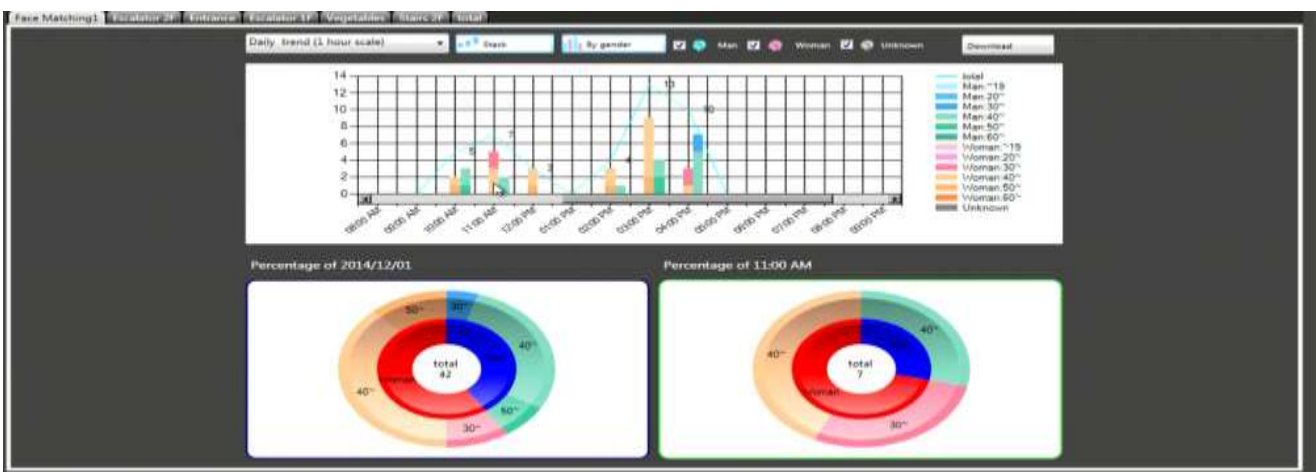 Face Matching1 Escalator 2F Entrance Escalator 1F Vegetables Stairs 2F total
Daily trend (1 hour scale) Stack By gender Man Woman Unknown Download
14
12
10
8
6
4
2
0
5
7
3
4
13
10
08:00 AM 09:00 AM 10:00 AM 11:00 AM 12:00 PM 01:00 PM 02:00 PM 03:00 PM 04:00 PM 05:00 PM 06:00 PM 07:00 PM 08:00 PM 09:00 PM
total
Man:~19
Man:20~
Man:30~
Man:40~
Man:50~
Man:60~
Woman:~19
Woman:20~
Woman:30~
Woman:40~
Woman:50~
Woman:60~
Unknown
Percentage of 2014/12/01 Percentage of 11:00 AM
50~ 30~
40~
total
42
Woman
40~
50~
30~
40~
40~
total
7
Woman
30~